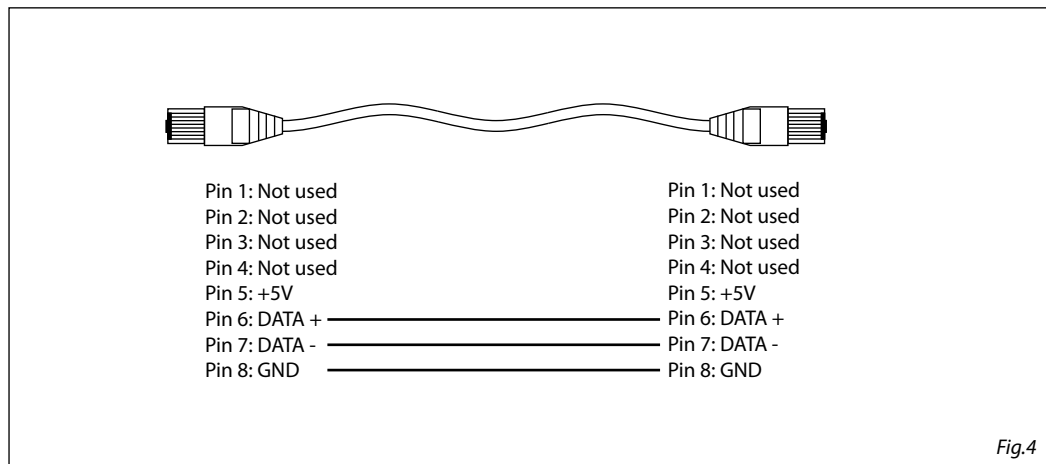 Pin 1: Not used
Pin 2: Not used
Pin 3: Not used
Pin 4: Not used
Pin 5: +5V
Pin 6: DATA +
Pin 7: DATA -
Pin 8: GND
Pin 1: Not used
Pin 2: Not used
Pin 3: Not used
Pin 4: Not used
Pin 5: +5V
Pin 6: DATA +
Pin 7: DATA -
Pin 8: GND
Fig.4